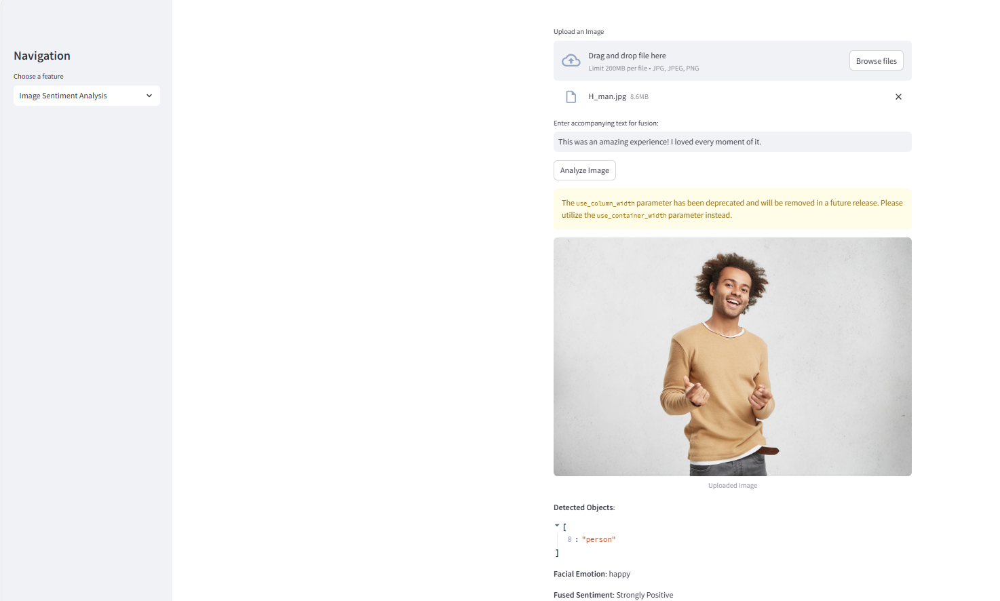 Navigation
Choose a feature
Image Sentiment Analysis
Upload an Image
Drag and drop file here
Limit 200MB per file • JPG, JPEG, PNG
Browse files
H_man.jpg 8.6MB
Enter accompanying text for fusion:
This was an amazing experience! I loved every moment of it.
Analyze Image
The use_column_width parameter has been deprecated and will be removed in a future release. Please
utilize the use_container_width parameter instead.
Uploaded Image
Detected Objects:
[
0 : "person"
]
Facial Emotion: happy
Fused Sentiment: Strongly Positive